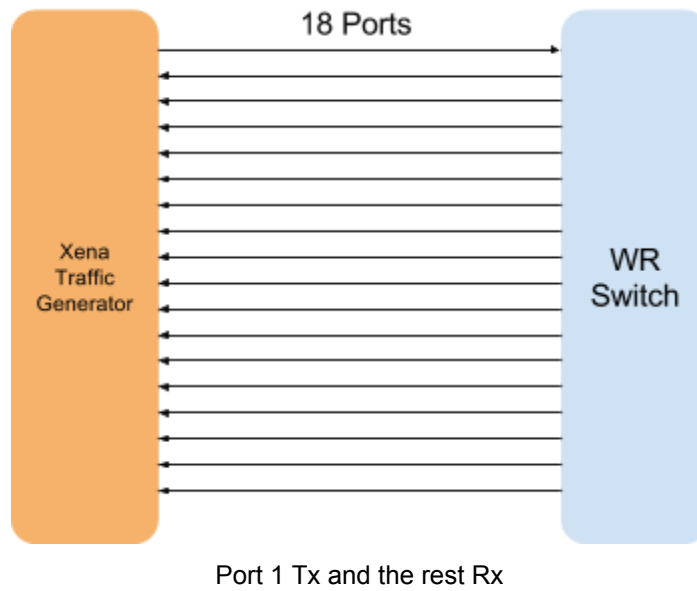 18 Ports
Xena
Traffic
Generator
WR
Switch
Port 1 Tx and the rest Rx